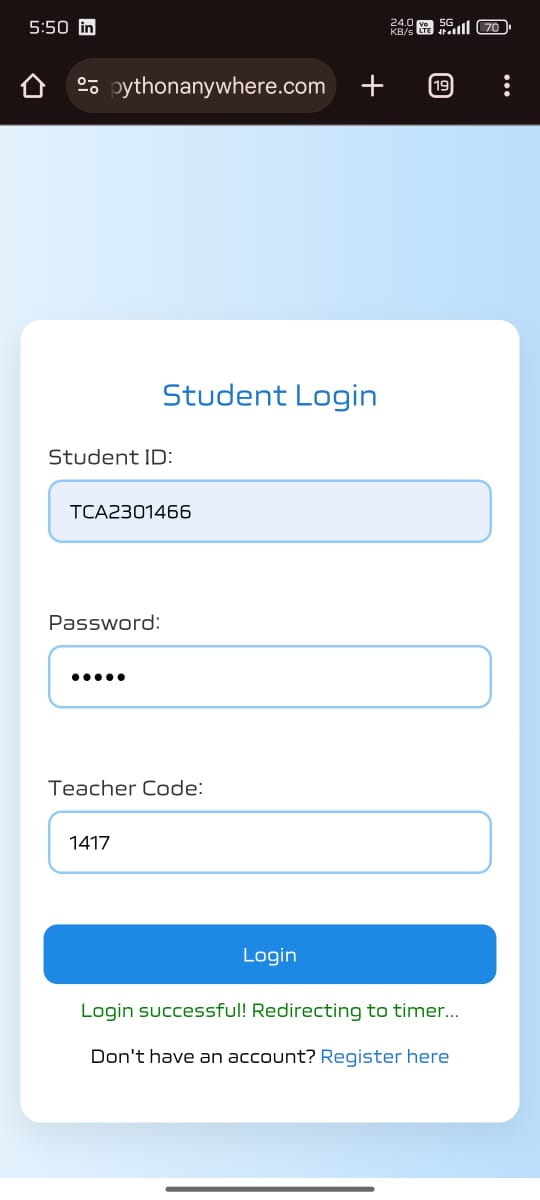 5:50 in 24.0 KB/s Vo LTE 5G 70
pythonanywhere.com 19
Student Login
Student ID:
TCA2301466
Password:
•••••
Teacher Code:
1417
Login
Login successful! Redirecting to timer...
Don't have an account? Register here